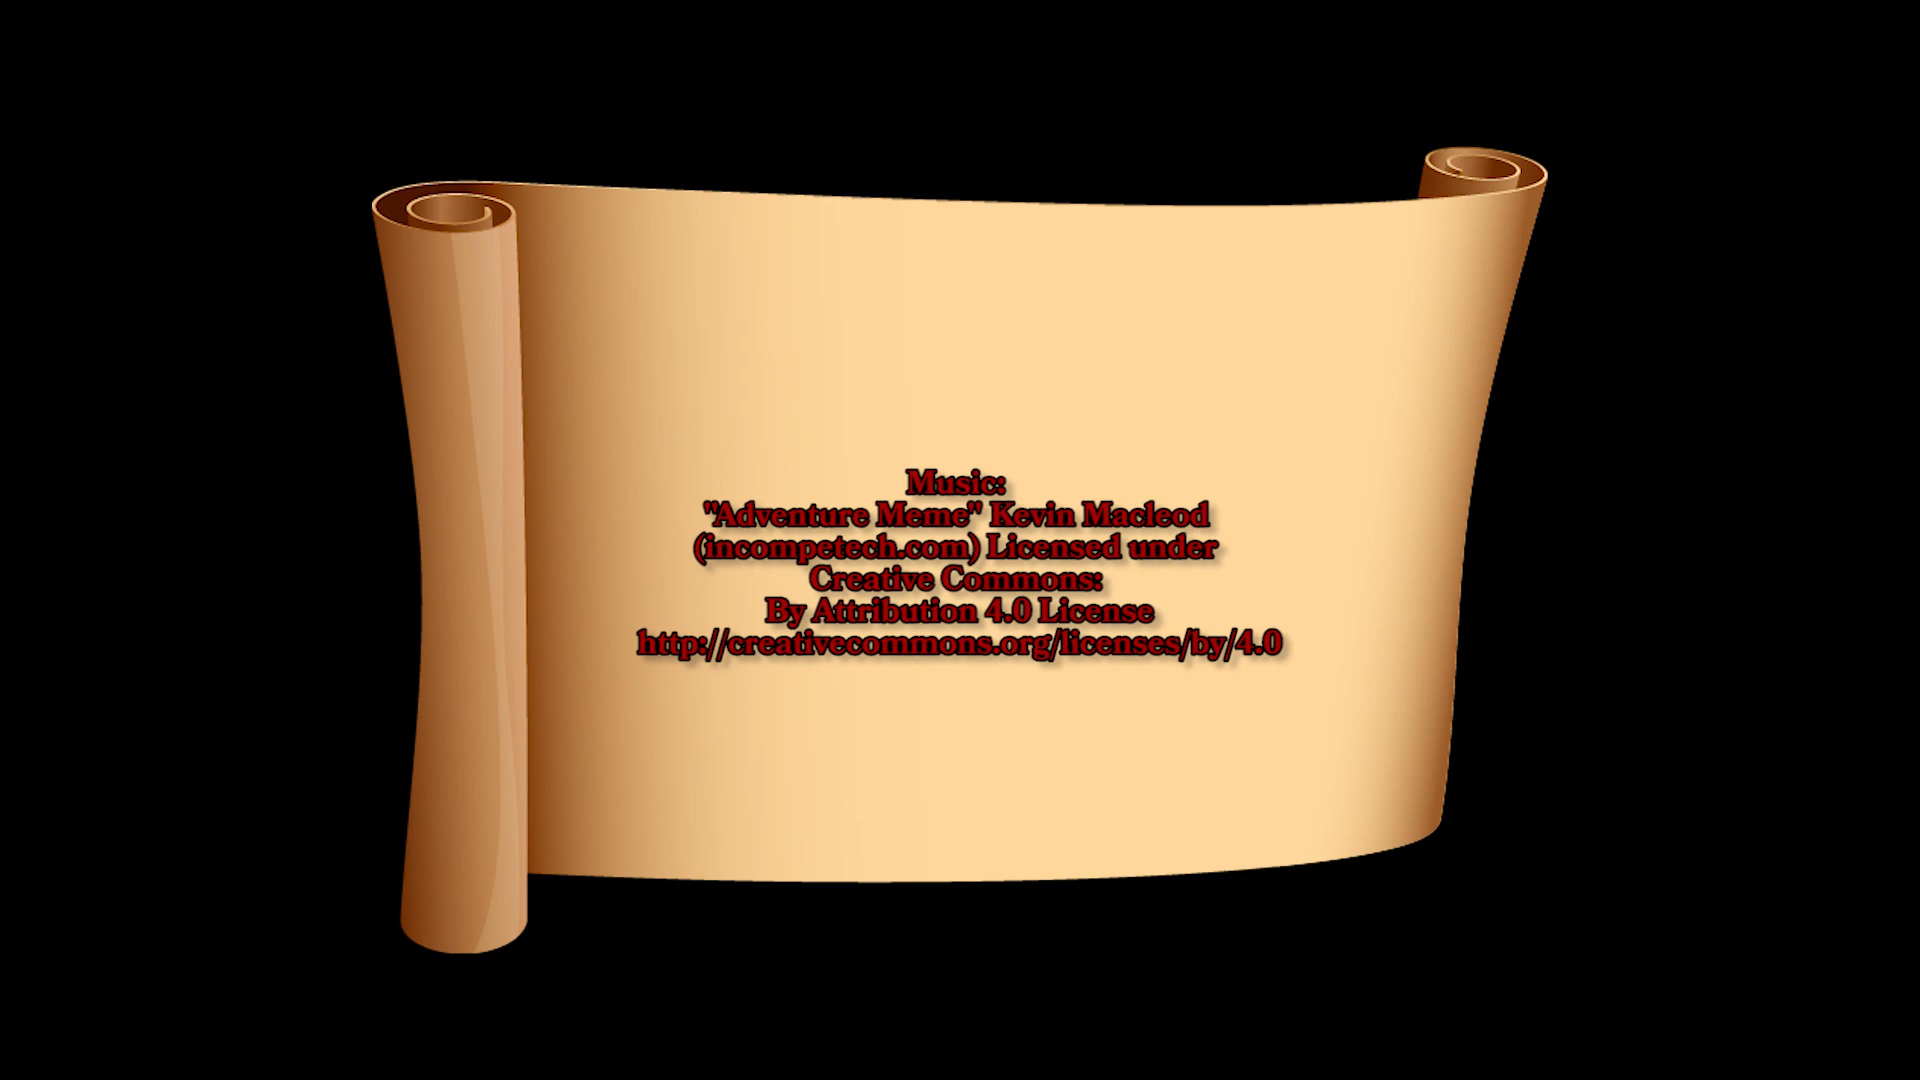 Music:
"Adventure Meme" Kevin Macleod
(incompetech.com) Licensed under
Creative Commons:
By Attribution 4.0 License
http://creativecommons.org/licenses/by/4.0